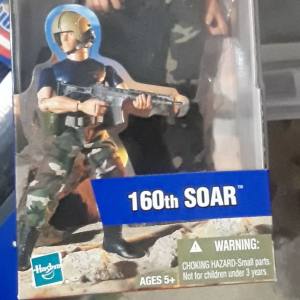 160th SOAR™
WARNING:
CHOKING HAZARD-Small parts
Not for children under 3 years.
Hasbro
AGES 5+